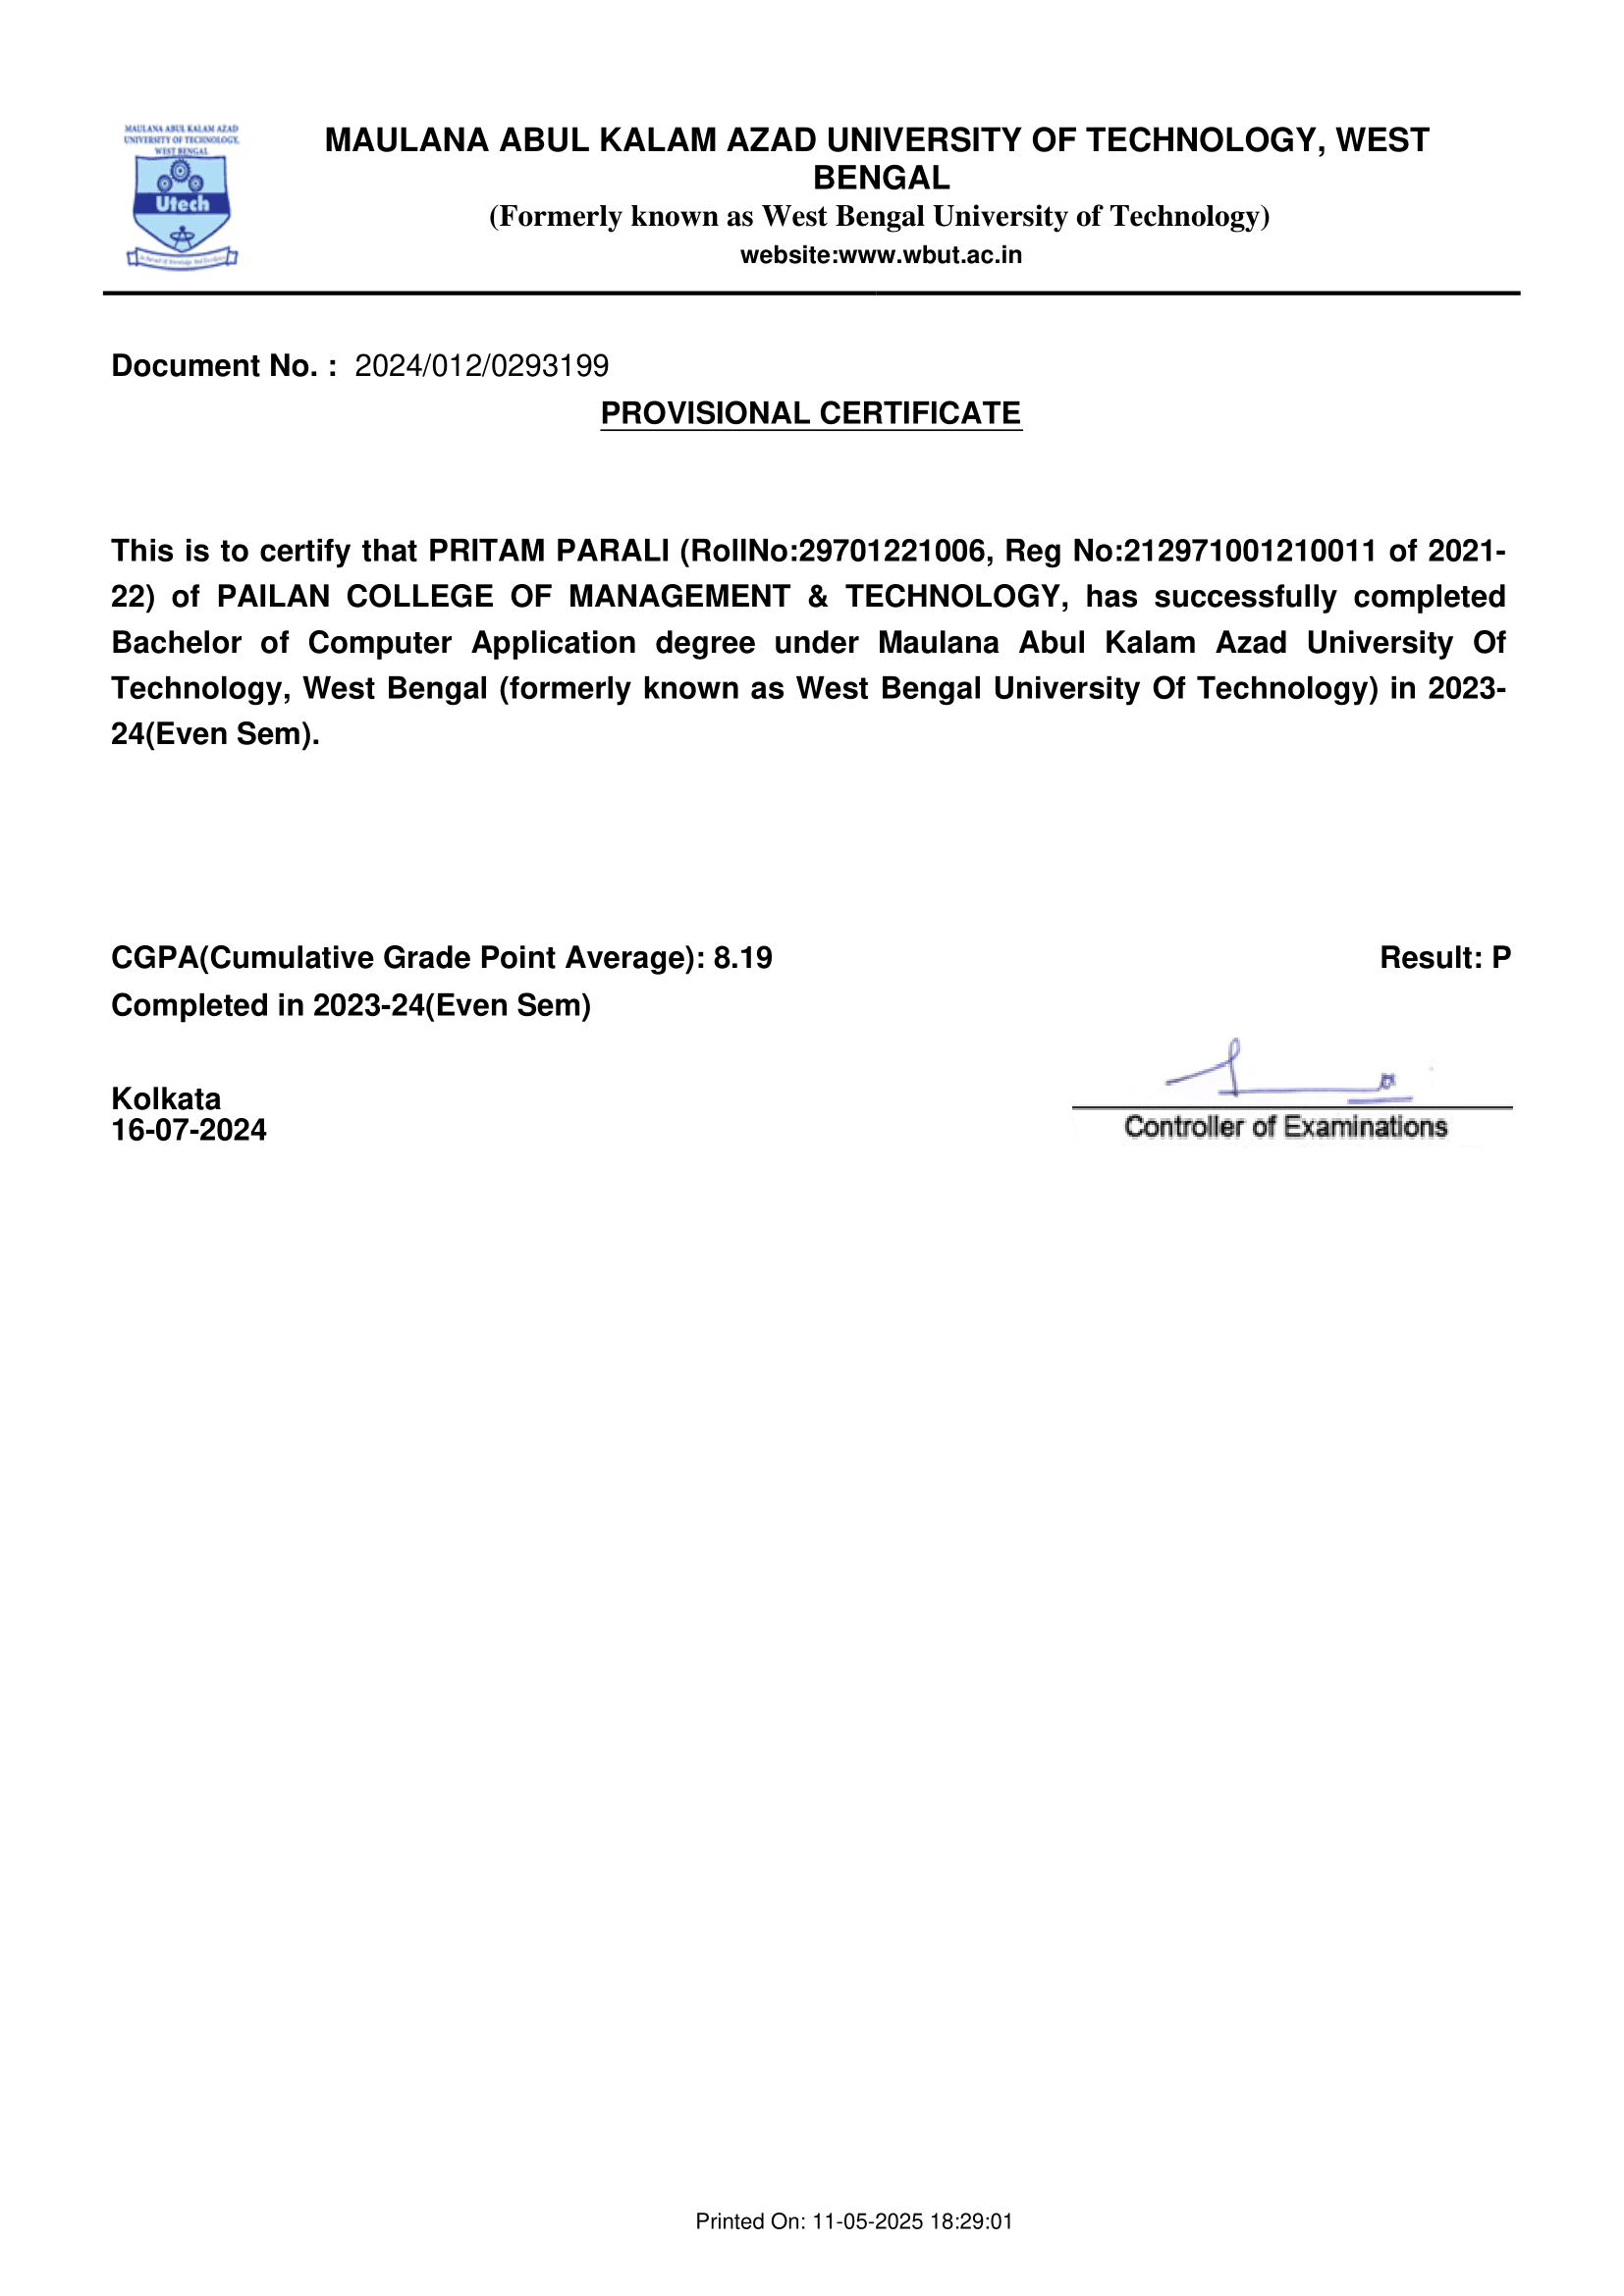 MAULANA ABUL KALAM AZAD
UNIVERSITY OF TECHNOLOGY,
WEST BENGAL
Utech
MAULANA ABUL KALAM AZAD UNIVERSITY OF TECHNOLOGY, WEST
BENGAL
(Formerly known as West Bengal University of Technology)
website:www.wbut.ac.in
Document No. : 2024/012/0293199
PROVISIONAL CERTIFICATE
This is to certify that PRITAM PARALI (RollNo:29701221006, Reg No:212971001210011 of 2021-
22) of PAILAN COLLEGE OF MANAGEMENT & TECHNOLOGY, has successfully completed
Bachelor of Computer Application degree under Maulana Abul Kalam Azad University Of
Technology, West Bengal (formerly known as West Bengal University Of Technology) in 2023-
24(Even Sem).
CGPA(Cumulative Grade Point Average): 8.19 Result: P
Completed in 2023-24(Even Sem)
Kolkata
16-07-2024
Controller of Examinations
Printed On: 11-05-2025 18:29:01